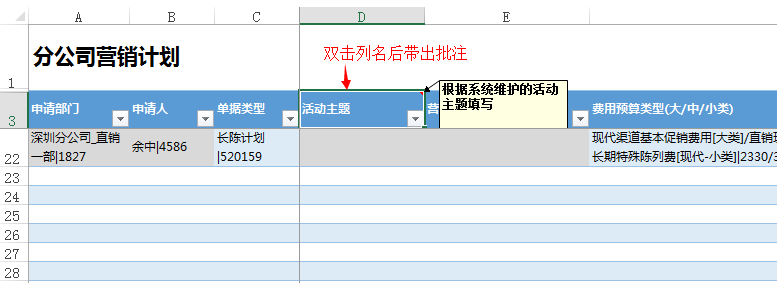 A B C D E
1 分公司营销计划 双击列名后带出批注
根据系统维护的活动
主题填写
3 申请部门 申请人 单据类型 活动主题 营 费用预算类型(大/中/小类)
深圳分公司_直销
一部|1827
余中|4586
长陈计划
|520159
现代渠道基本促销费用[大类]/直销
长期特殊陈列费[现代-小类]|2330/3
22
23
24
25
26
27
28